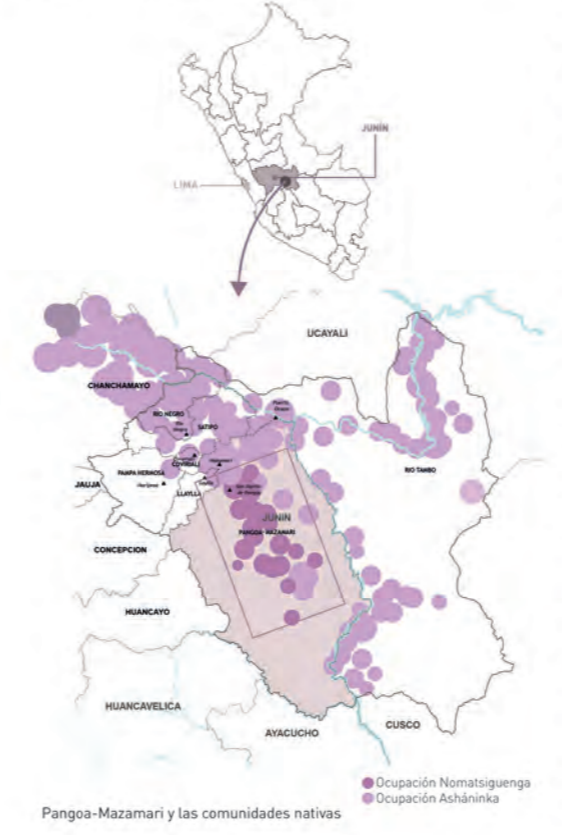 JUNÍN
LIMA
UCAYALI
CHANCHAMAYO
RIO NEGRO
SATIPO
COVIRIALI
RIO TAMBO
PAMPA HERMOSA
JAUJA
LLAYLLA
JUNIN
PANGOA- MAZAMARI
CONCEPCION
HUANCAYO
HUANCAVELICA
AYACUCHO
CUSCO
Ocupación Nomatsiguenga
Ocupación Asháninka
Pangoa-Mazamari y las comunidades nativas